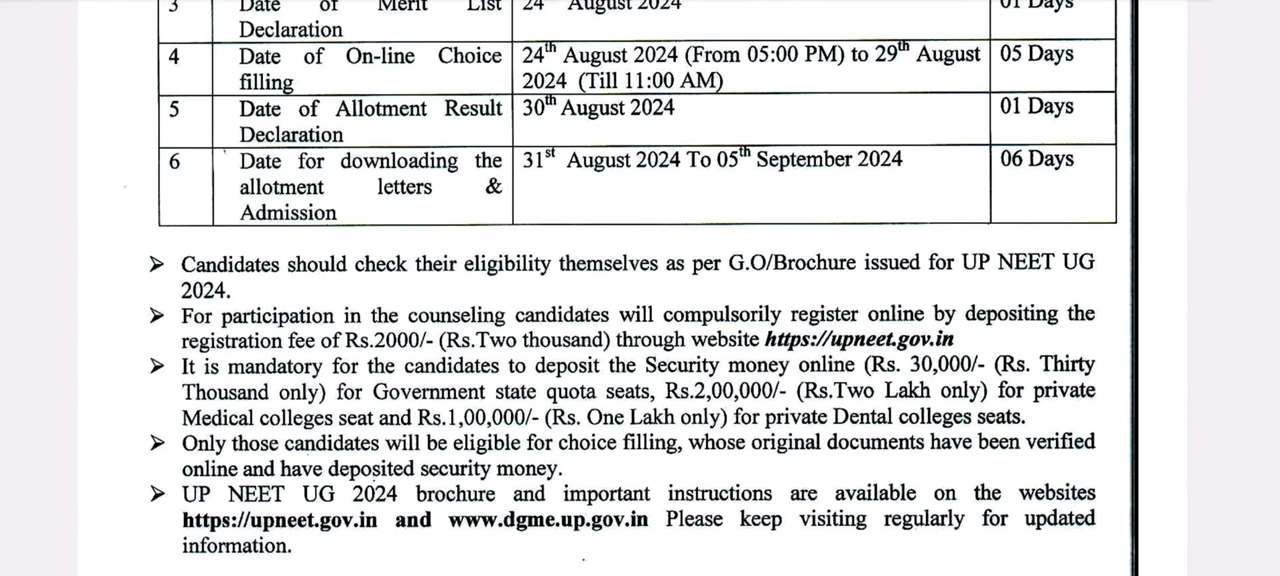 3 Date of Merit List 24 August 2024 01 Days
Declaration
4 Date of On-line Choice 24th August 2024 (From 05:00 PM) to 29th August 05 Days
filling 2024 (Till 11:00 AM)
5 Date of Allotment Result 30th August 2024 01 Days
Declaration
6 Date for downloading the 31st August 2024 To 05th September 2024 06 Days
allotment letters &
Admission
➢ Candidates should check their eligibility themselves as per G.O/Brochure issued for UP NEET UG
2024.
➢ For participation in the counseling candidates will compulsorily register online by depositing the
registration fee of Rs.2000/- (Rs.Two thousand) through website https://upneet.gov.in
➢ It is mandatory for the candidates to deposit the Security money online (Rs. 30,000/- (Rs. Thirty
Thousand only) for Government state quota seats, Rs.2,00,000/- (Rs.Two Lakh only) for private
Medical colleges seat and Rs.1,00,000/- (Rs. One Lakh only) for private Dental colleges seats.
➢ Only those candidates will be eligible for choice filling, whose original documents have been verified
online and have deposited security money.
➢ UP NEET UG 2024 brochure and important instructions are available on the websites
https://upneet.gov.in and www.dgme.up.gov.in Please keep visiting regularly for updated
information.